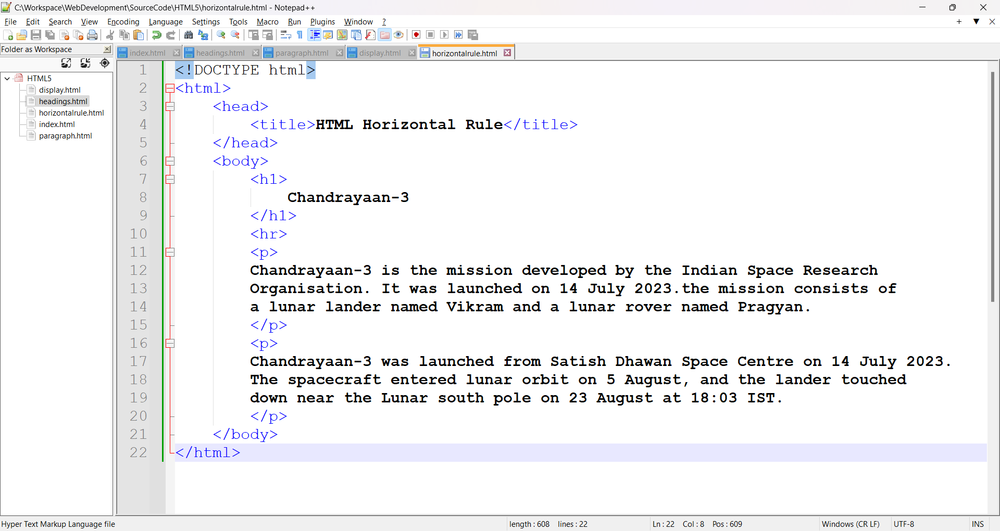 C:\Workspace\WebDevelopment\SourceCode\HTML5\horizontalrule.html - Notepad++
File Edit Search View Encoding Language Settings Tools Macro Run Plugins Window ?
Folder as Workspace
index.html headings.html paragraph.html display.html horizontalrule.html
HTML5
display.html
headings.html
horizontalrule.html
index.html
paragraph.html
1 <!DOCTYPE html>
2 <html>
3 <head>
4 <title>HTML Horizontal Rule</title>
5 </head>
6 <body>
7 <h1>
8 Chandrayaan-3
9 </h1>
10 <hr>
11 <p>
12 Chandrayaan-3 is the mission developed by the Indian Space Research
13 Organisation. It was launched on 14 July 2023.the mission consists of
14 a lunar lander named Vikram and a lunar rover named Pragyan.
15 </p>
16 <p>
17 Chandrayaan-3 was launched from Satish Dhawan Space Centre on 14 July 2023.
18 The spacecraft entered lunar orbit on 5 August, and the lander touched
19 down near the Lunar south pole on 23 August at 18:03 IST.
20 </p>
21 </body>
22 </html>
Hyper Text Markup Language file length : 608 lines : 22 Ln : 22 Col : 8 Pos : 609 Windows (CR LF) UTF-8 INS